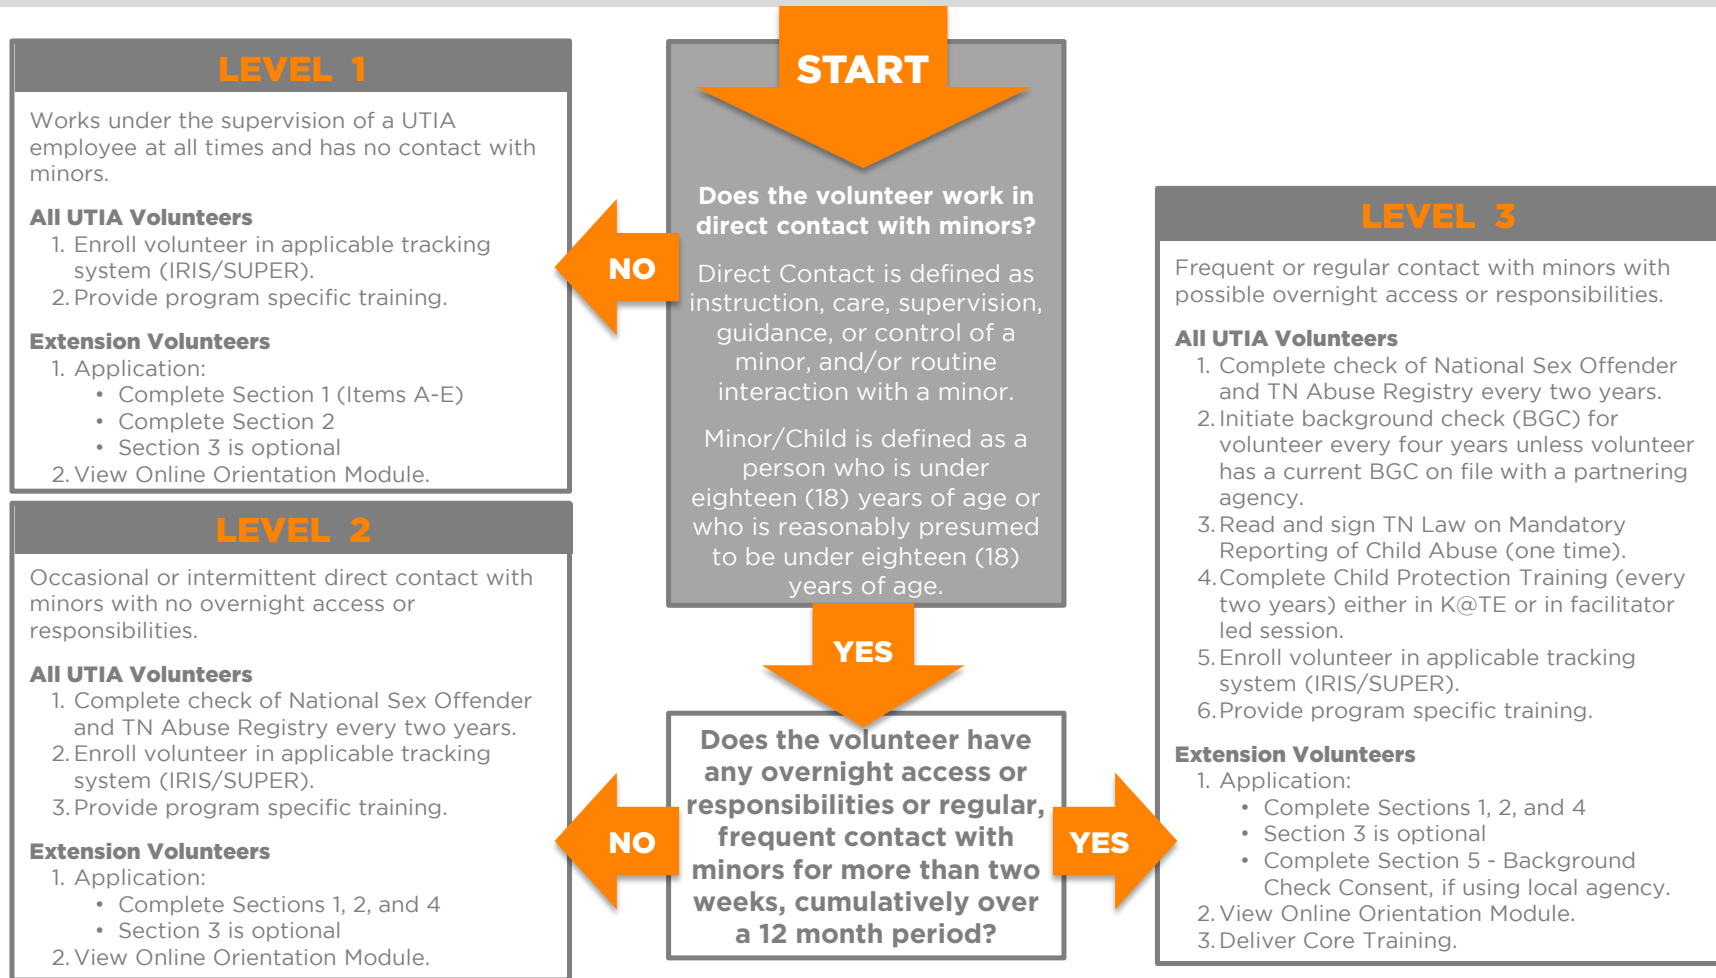 START
Does the volunteer work in
direct contact with minors?
Direct Contact is defined as
instruction, care, supervision,
guidance, or control of a
minor, and/or routine
interaction with a minor.
Minor/Child is defined as a
person who is under
eighteen (18) years of age or
who is reasonably presumed
to be under eighteen (18)
years of age.
NO
LEVEL 1
Works under the supervision of a UTIA
employee at all times and has no contact with
minors.
All UTIA Volunteers
1. Enroll volunteer in applicable tracking
system (IRIS/SUPER).
2. Provide program specific training.
Extension Volunteers
1. Application:
• Complete Section 1 (Items A-E)
• Complete Section 2
• Section 3 is optional
2. View Online Orientation Module.
YES
Does the volunteer have
any overnight access or
responsibilities or regular,
frequent contact with
minors for more than two
weeks, cumulatively over
a 12 month period?
NO
LEVEL 2
Occasional or intermittent direct contact with
minors with no overnight access or
responsibilities.
All UTIA Volunteers
1. Complete check of National Sex Offender
and TN Abuse Registry every two years.
2. Enroll volunteer in applicable tracking
system (IRIS/SUPER).
3. Provide program specific training.
Extension Volunteers
1. Application:
• Complete Sections 1, 2, and 4
• Section 3 is optional
2. View Online Orientation Module.
YES
LEVEL 3
Frequent or regular contact with minors with
possible overnight access or responsibilities.
All UTIA Volunteers
1. Complete check of National Sex Offender
and TN Abuse Registry every two years.
2. Initiate background check (BGC) for
volunteer every four years unless volunteer
has a current BGC on file with a partnering
agency.
3. Read and sign TN Law on Mandatory
Reporting of Child Abuse (one time).
4. Complete Child Protection Training (every
two years) either in K@TE or in facilitator
led session.
5. Enroll volunteer in applicable tracking
system (IRIS/SUPER).
6. Provide program specific training.
Extension Volunteers
1. Application:
• Complete Sections 1, 2, and 4
• Section 3 is optional
• Complete Section 5 - Background
Check Consent, if using local agency.
2. View Online Orientation Module.
3. Deliver Core Training.